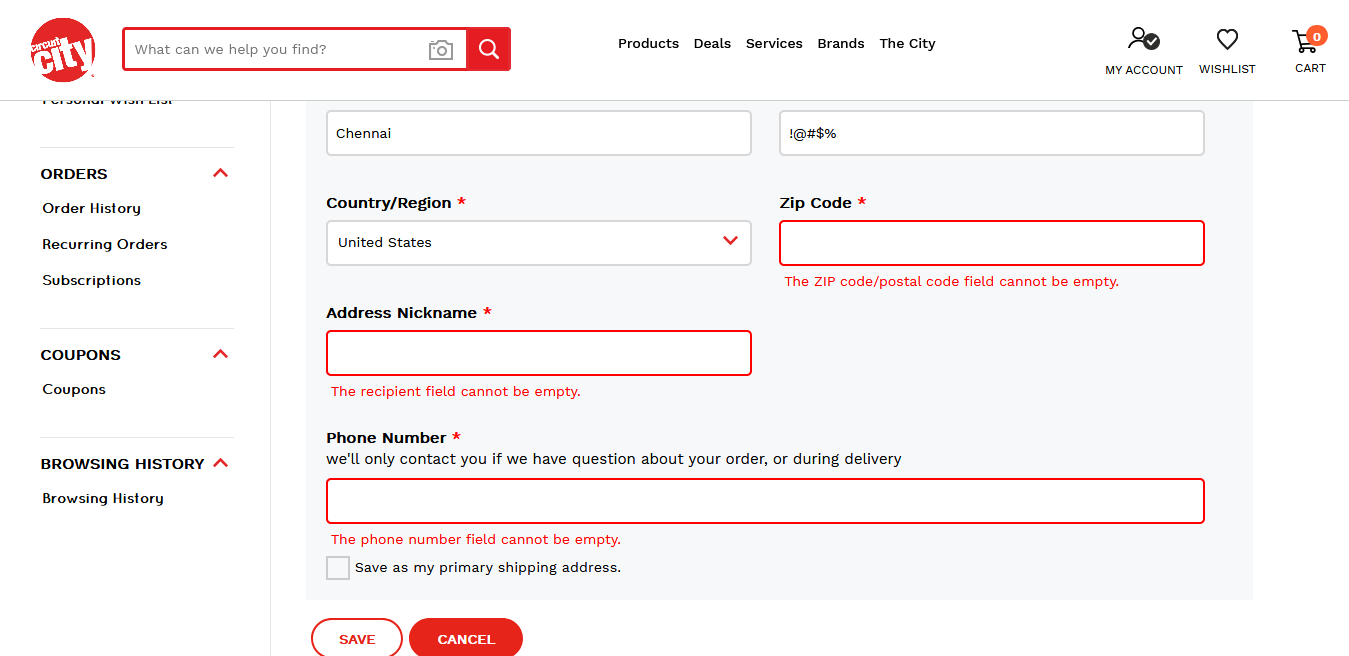 circuit
city
What can we help you find?
Products Deals Services Brands The City
MY ACCOUNT
WISHLIST
0
CART
Personal Wish List
ORDERS
Order History
Recurring Orders
Subscriptions
COUPONS
Coupons
BROWSING HISTORY
Browsing History
Chennai
!@#$%
Country/Region *
Zip Code *
United States
The ZIP code/postal code field cannot be empty.
Address Nickname *
The recipient field cannot be empty.
Phone Number *
we'll only contact you if we have question about your order, or during delivery
The phone number field cannot be empty.
Save as my primary shipping address.
SAVE
CANCEL